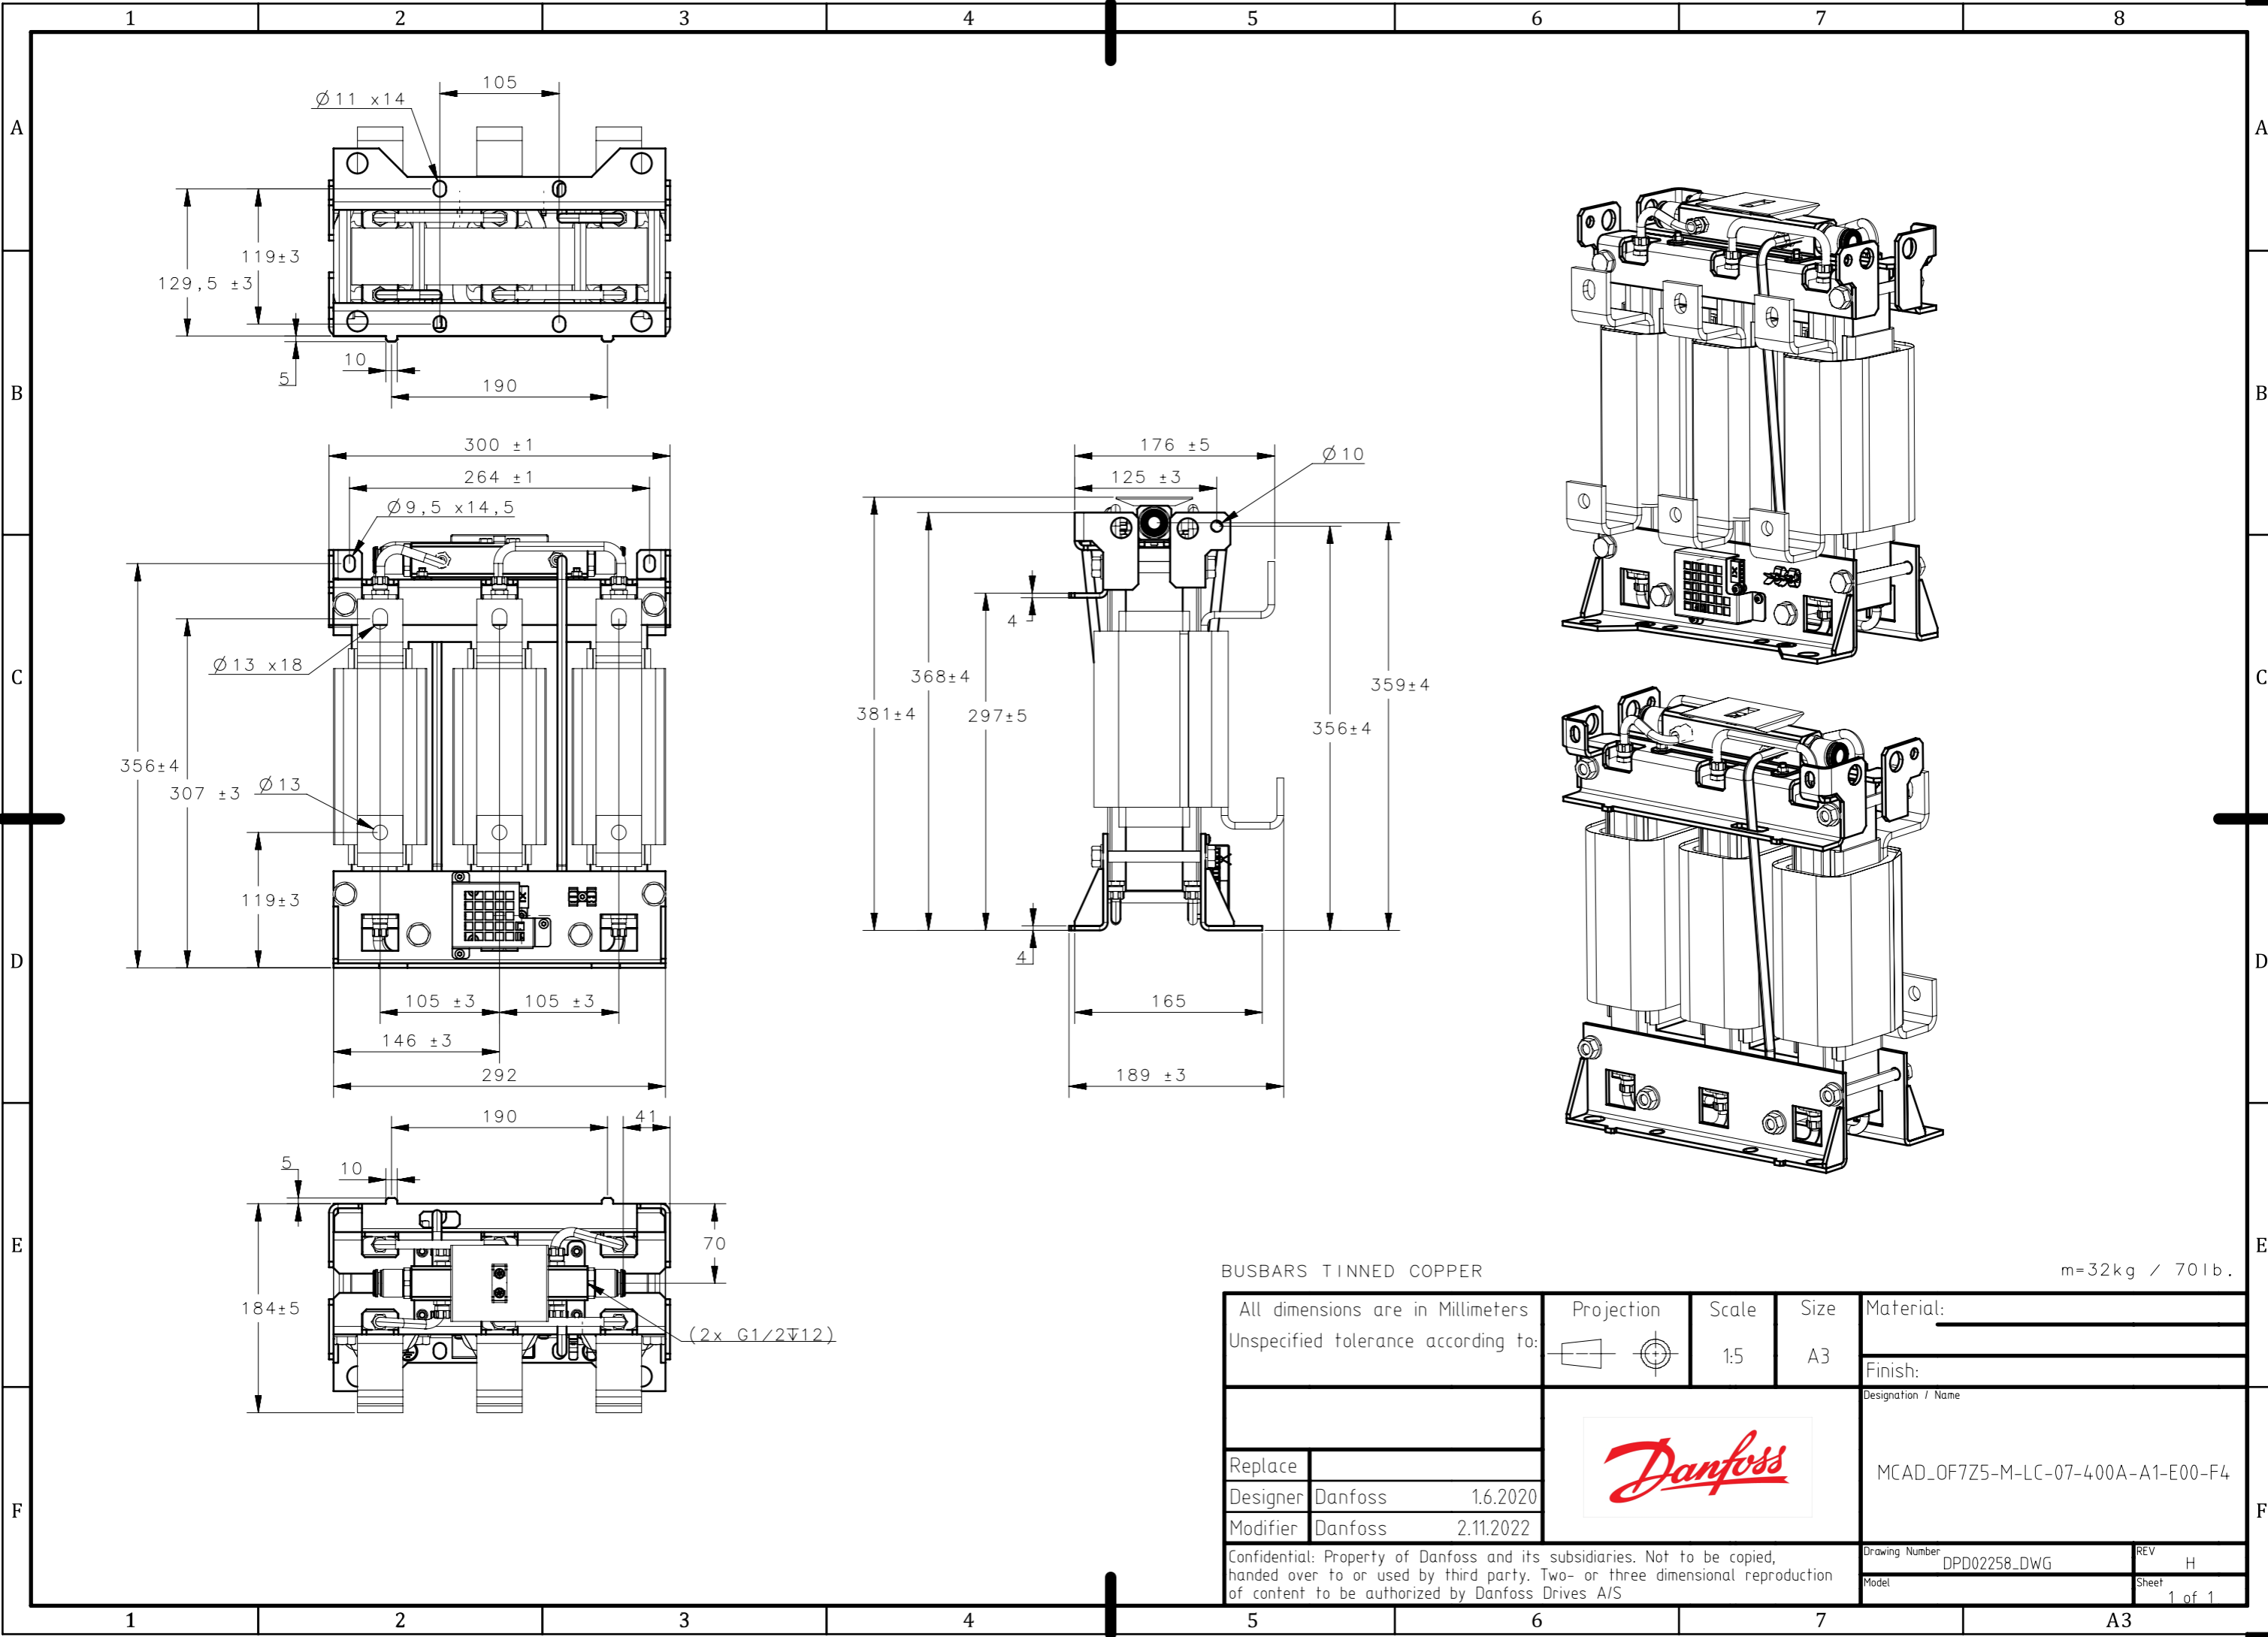 1 2 3 4 5 6 7 8
A A
B B
C C
D D
E E
F F
105
Ø11 x14
119±3
129,5 ±3
10
5
190
300 ±1
264 ±1
Ø9,5 x14,5
Ø13 x18
356±4
307 ±3
Ø13
119±3
105 ±3 105 ±3
146 ±3
292
176 ±5
125 ±3
Ø10
4
368±4
381±4
297±5
359±4
356±4
4
165
189 ±3
190
41
5
10
70
184±5
(2x G1/2↧12)
BUSBARS TINNED COPPER
m=32kg / 70lb.
All dimensions are in Millimeters
Unspecified tolerance according to:
Projection
Scale
1:5
Size
A3
Material:
Finish:
Designation / Name
MCAD_OF7Z5-M-LC-07-400A-A1-E00-F4
Danfoss
Replace
Designer Danfoss 1.6.2020
Modifier Danfoss 2.11.2022
Confidential: Property of Danfoss and its subsidiaries. Not to be copied,
handed over to or used by third party. Two- or three dimensional reproduction
of content to be authorized by Danfoss Drives A/S
Drawing Number
DPD02258_DWG
REV
H
Model
Sheet
1 of 1
1 2 3 4 5 6 7 A3